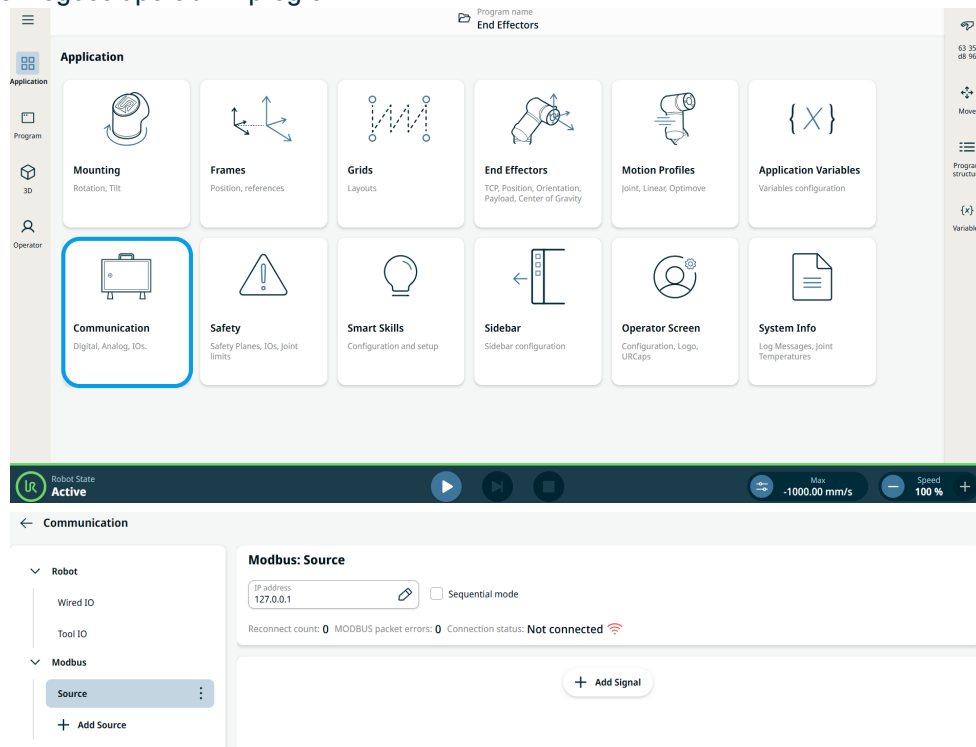 Program name
End Effectors
Application
63 35
d8 96
Application
Mounting
Rotation, Tilt
Frames
Position, references
Grids
Layouts
End Effectors
TCP, Position, Orientation,
Payload, Center of Gravity
Motion Profiles
Joint, Linear, Optimove
Application Variables
Variables configuration
Move
Program
3D
Operator
Communication
Digital, Analog, IOs.
Safety
Safety Planes, IOs, Joint
limits
Smart Skills
Configuration and setup
Sidebar
Sidebar configuration
Operator Screen
Configuration, Logo,
URCaps
System Info
Log Messages, Joint
Temperatures
Robot State
Active
Max
-1000.00 mm/s
Speed
100 %
Communication
Robot
Wired IO
Tool IO
Modbus
Source
Add Source
Modbus: Source
IP address
127.0.0.1
Sequential mode
Reconnect count: 0 MODBUS packet errors: 0 Connection status: Not connected
Add Signal